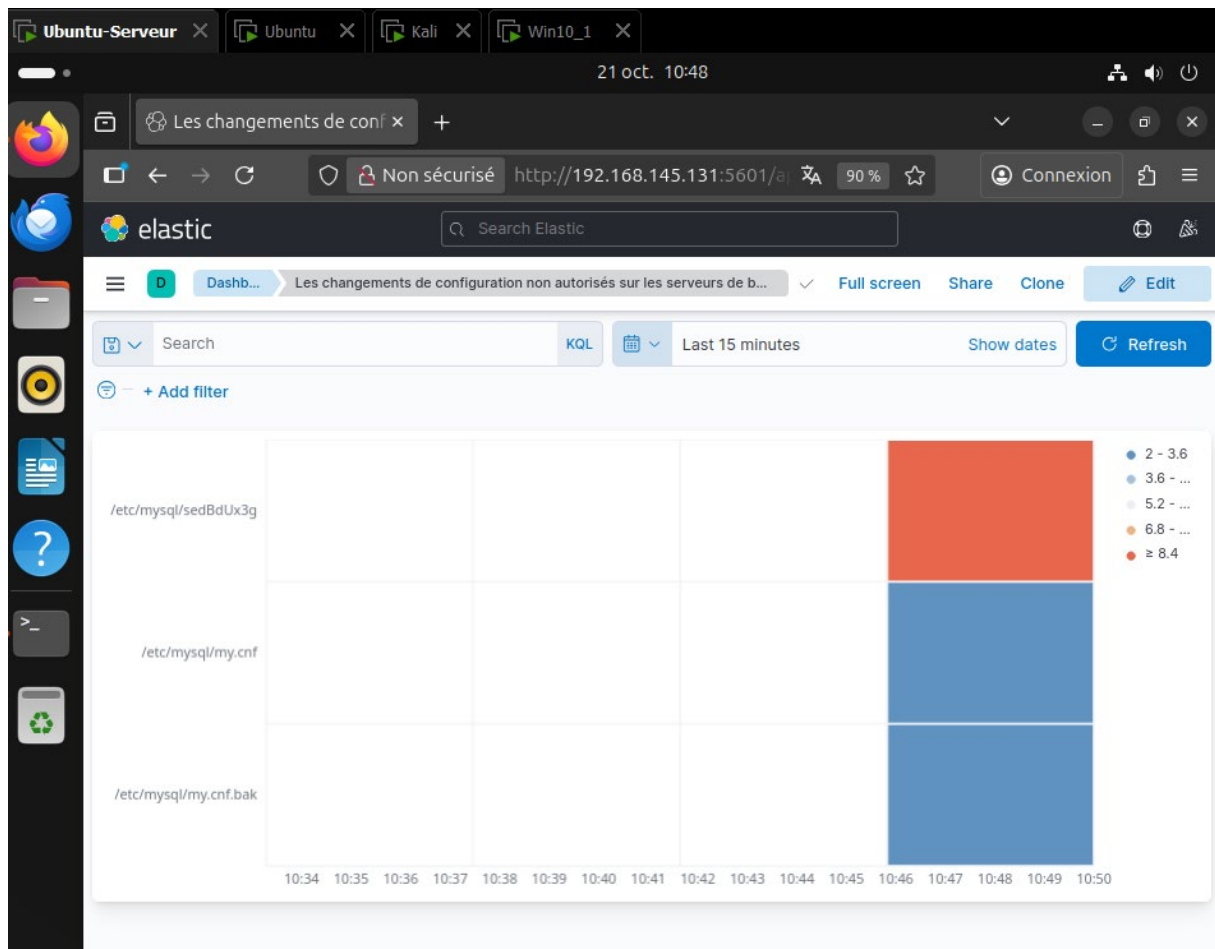 Ubuntu-Serveur Ubuntu Kali Win10_1
21 oct. 10:48
Les changements de conf
Non sécurisé http://192.168.145.131:5601/a 90 % Connexion
elastic Search Elastic
D Dashb... Les changements de configuration non autorisés sur les serveurs de b... Full screen Share Clone Edit
Search KQL Last 15 minutes Show dates Refresh
+ Add filter
2 - 3.6
3.6 - ...
5.2 - ...
6.8 - ...
≥ 8.4
/etc/mysql/sedBdUx3g
/etc/mysql/my.cnf
/etc/mysql/my.cnf.bak
10:34 10:35 10:36 10:37 10:38 10:39 10:40 10:41 10:42 10:43 10:44 10:45 10:46 10:47 10:48 10:49 10:50